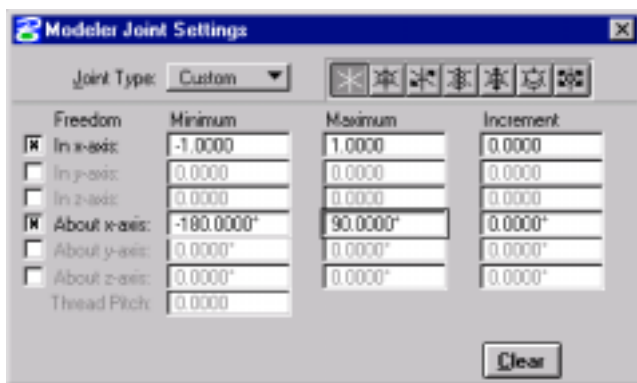 Modeler Joint Settings
Joint Type: Custom
Freedom Minimum Maximum Increment
In x-axis: -1.0000 1.0000 0.0000
In y-axis: 0.0000 0.0000 0.0000
In z-axis: 0.0000 0.0000 0.0000
About x-axis: -180.0000° 90.0000° 0.0000°
About y-axis: 0.0000° 0.0000° 0.0000°
About z-axis: 0.0000° 0.0000° 0.0000°
Thread Pitch: 0.0000
Clear